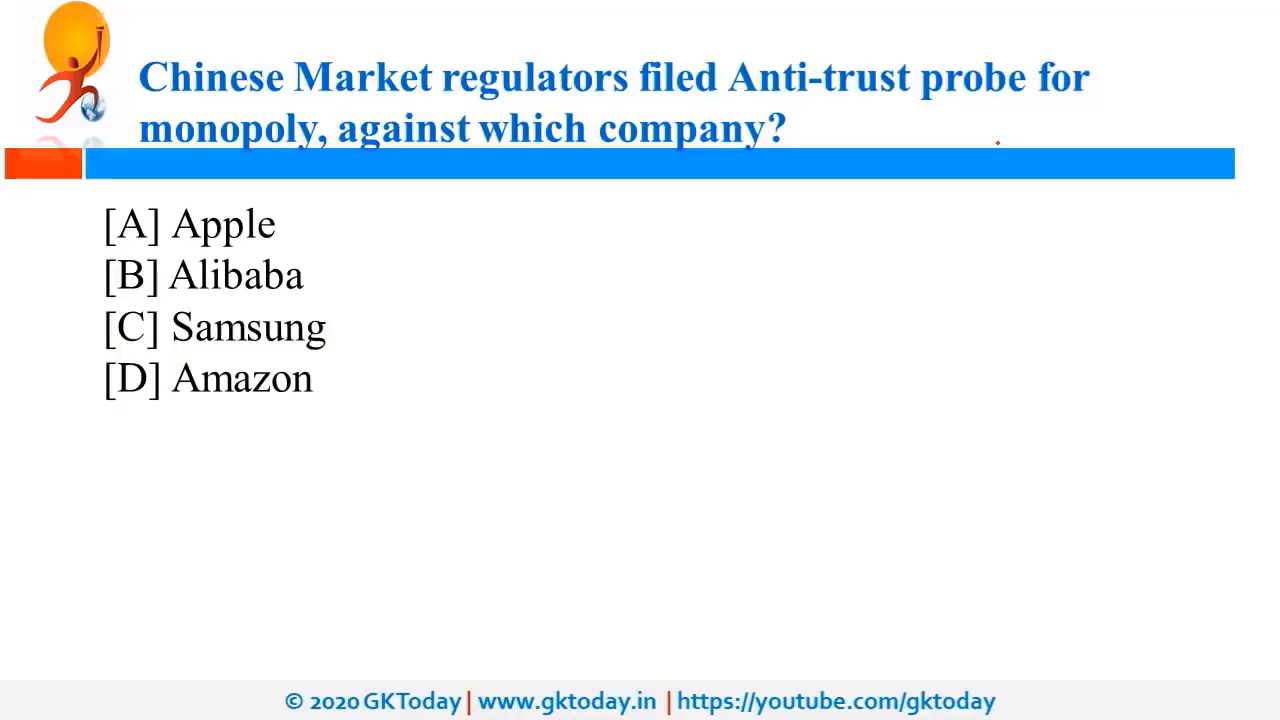 Chinese Market regulators filed Anti-trust probe for
monopoly, against which company?
[A] Apple
[B] Alibaba
[C] Samsung
[D] Amazon
© 2020 GKToday | www.gktoday.in | https://youtube.com/gktoday